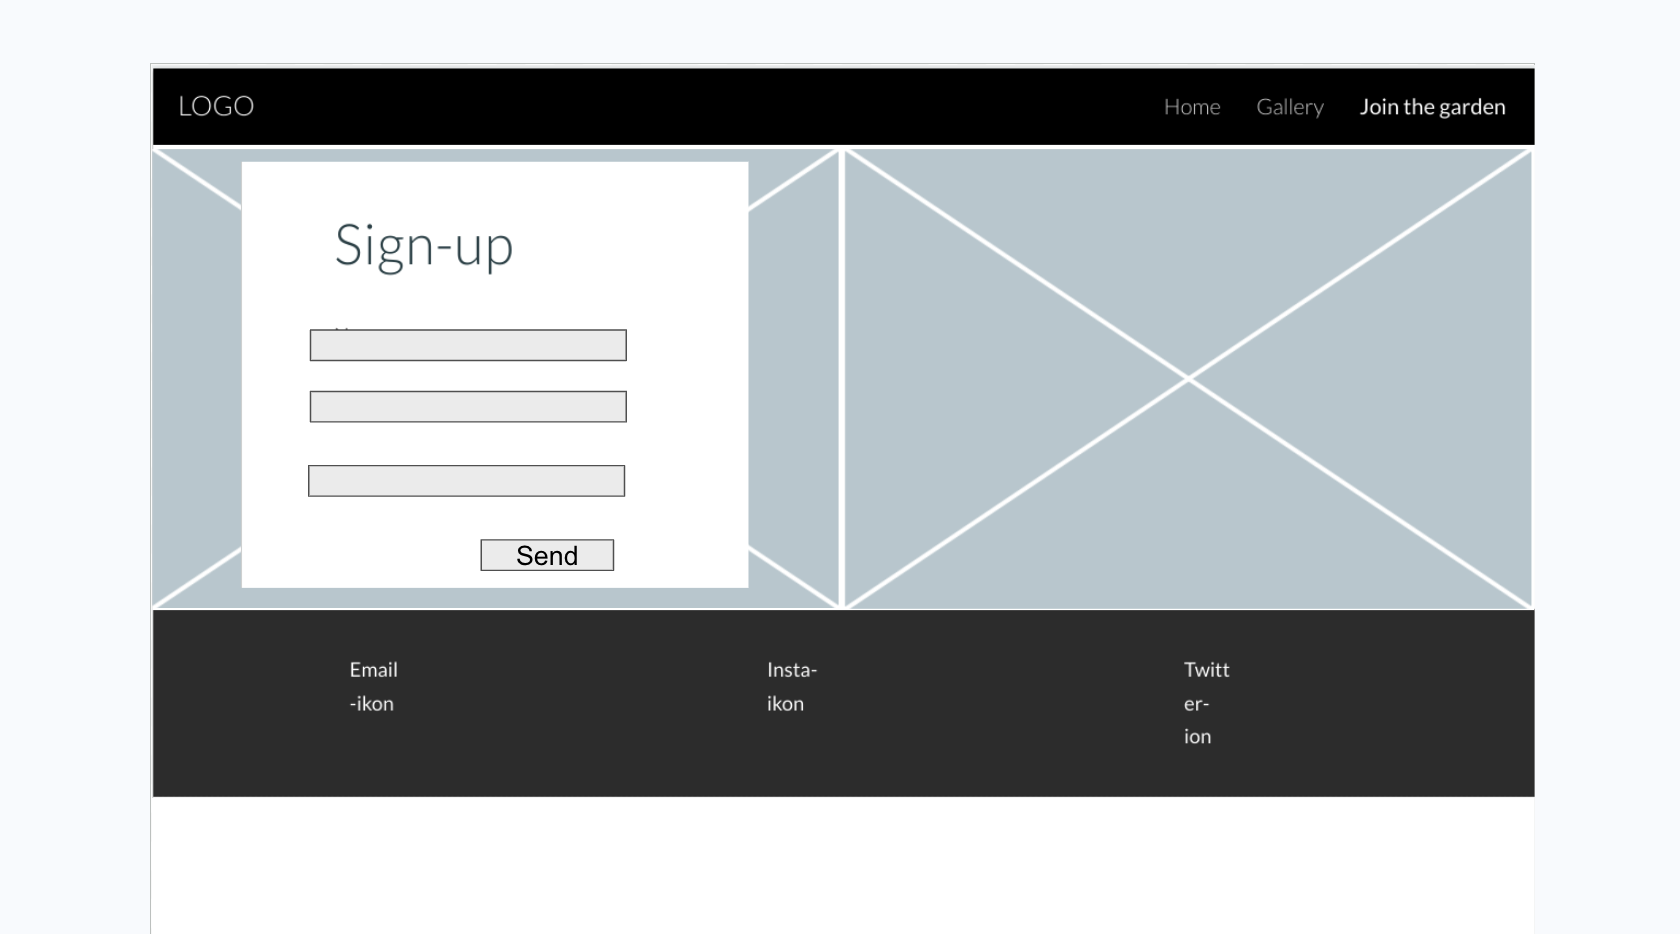 LOGO
Home Gallery Join the garden
Sign-up
Send
Email
-ikon
Insta-
ikon
Twitt
er-
ion